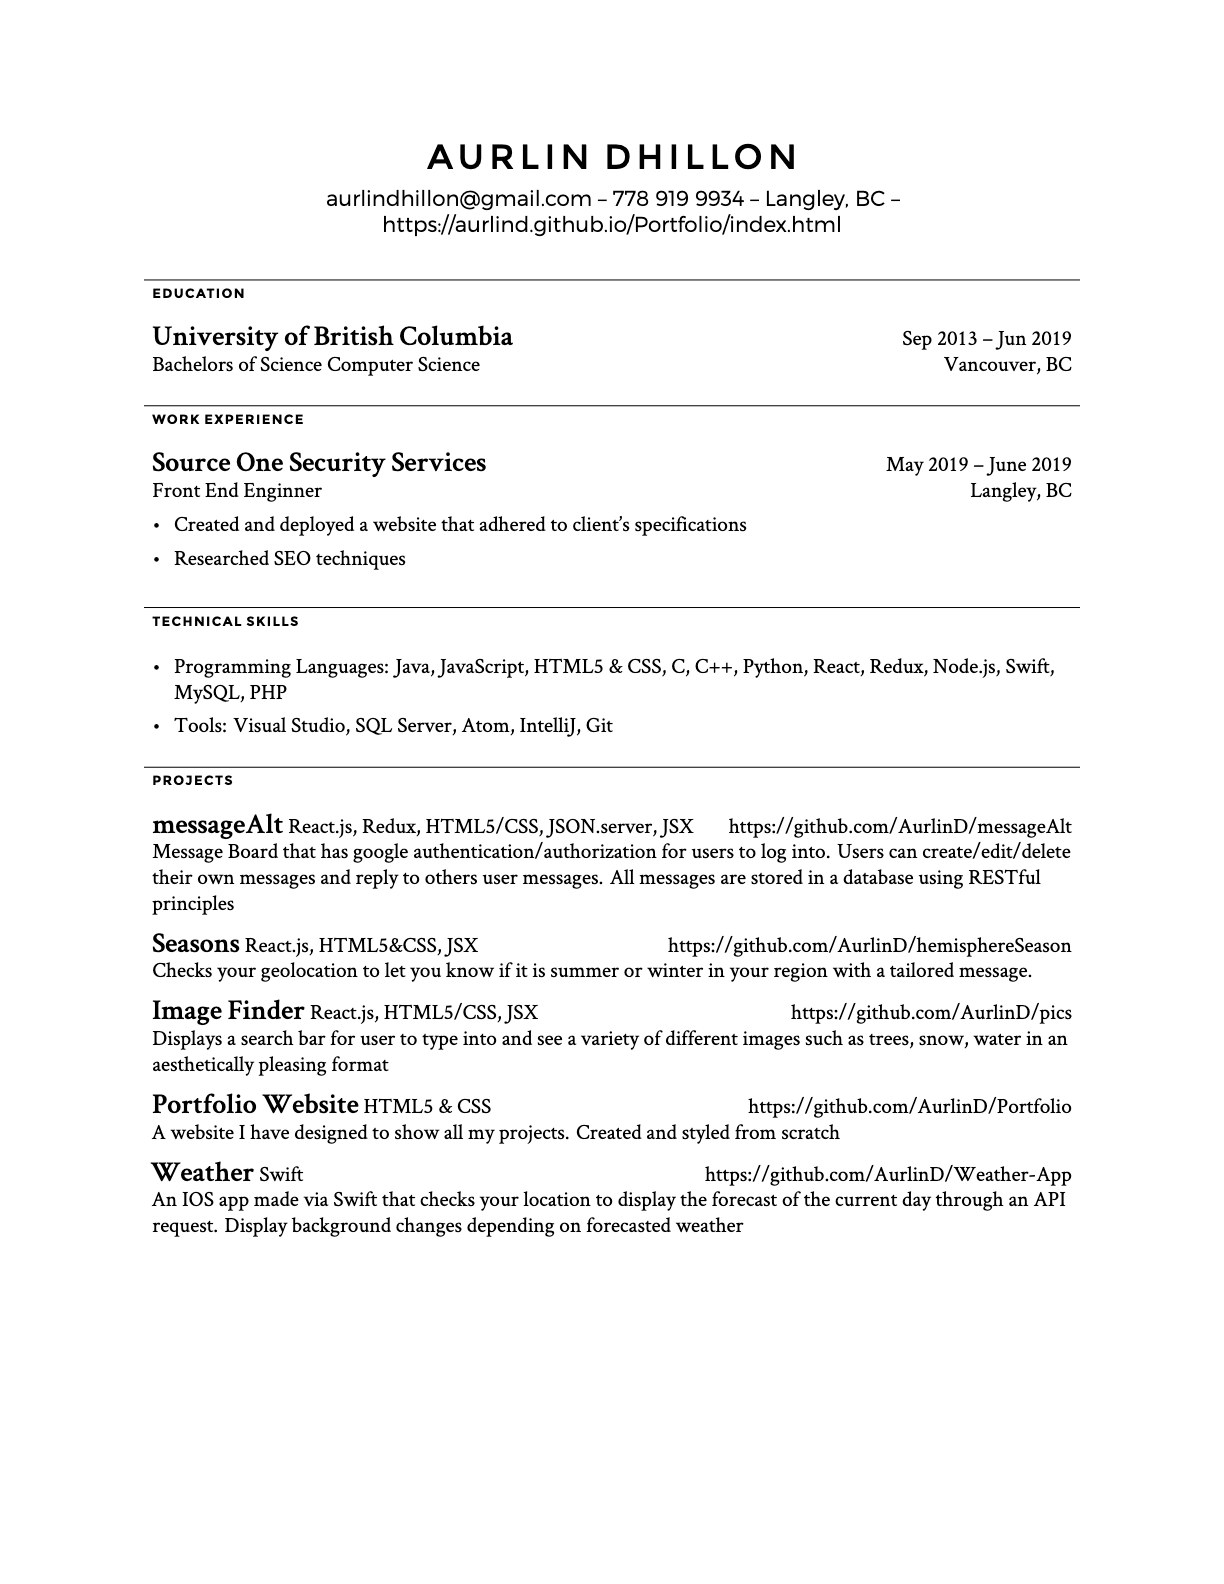 AURLIN DHILLON
aurlindhillon@gmail.com – 778 919 9934 – Langley, BC –
https://aurlind.github.io/Portfolio/index.html
EDUCATION
University of British Columbia Sep 2013 – Jun 2019
Bachelors of Science Computer Science Vancouver, BC
WORK EXPERIENCE
Source One Security Services May 2019 – June 2019
Front End Enginner Langley, BC
• Created and deployed a website that adhered to client’s specifications
• Researched SEO techniques
TECHNICAL SKILLS
• Programming Languages: Java, JavaScript, HTML5 & CSS, C, C++, Python, React, Redux, Node.js, Swift,
MySQL, PHP
• Tools: Visual Studio, SQL Server, Atom, IntelliJ, Git
PROJECTS
messageAlt React.js, Redux, HTML5/CSS, JSON.server, JSX https://github.com/AurlinD/messageAlt
Message Board that has google authentication/authorization for users to log into. Users can create/edit/delete
their own messages and reply to others user messages. All messages are stored in a database using RESTful
principles
Seasons React.js, HTML5&CSS, JSX https://github.com/AurlinD/hemisphereSeason
Checks your geolocation to let you know if it is summer or winter in your region with a tailored message.
Image Finder React.js, HTML5/CSS, JSX https://github.com/AurlinD/pics
Displays a search bar for user to type into and see a variety of different images such as trees, snow, water in an
aesthetically pleasing format
Portfolio Website HTML5 & CSS https://github.com/AurlinD/Portfolio
A website I have designed to show all my projects. Created and styled from scratch
Weather Swift https://github.com/AurlinD/Weather-App
An IOS app made via Swift that checks your location to display the forecast of the current day through an API
request. Display background changes depending on forecasted weather